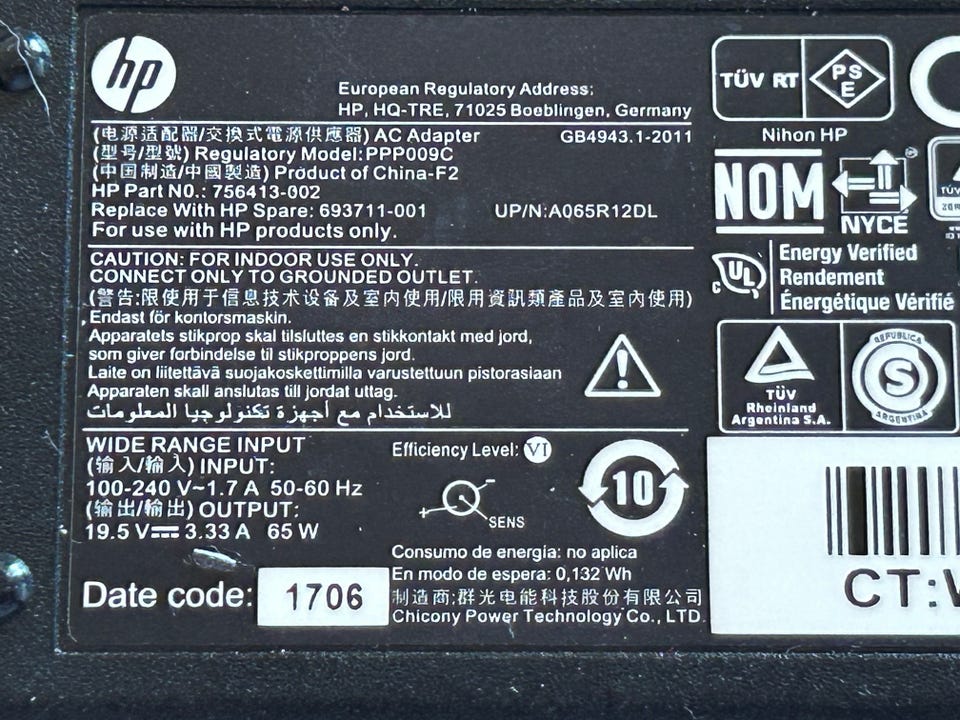 hp
European Regulatory Address:
HP, HQ-TRE, 71025 Boeblingen, Germany
(电源适配器/交換式電源供應器) AC Adapter GB4943.1-2011
(型号/型號) Regulatory Model: PPP009C
(中国制造/中國製造) Product of China-F2
HP Part NO.: 756413-002
Replace With HP Spare: 693711-001 UP/N:A065R12DL
For use with HP products only.
CAUTION: FOR INDOOR USE ONLY.
CONNECT ONLY TO GROUNDED OUTLET.
(警告:限使用于信息技术设备及室内使用/限用資訊類產品及室內使用)
Endast för kontorsmaskin.
Apparatets stikprop skal tilsluttes en stikkontakt med jord,
som giver forbindelse til stikproppens jord.
Laite on liitettävä suojakoskettimilla varustettuun pistorasiaan
Apparaten skall anslutas till jordat uttag.
للاستخدام مع أجهزة تكنولوجيا المعلومات
WIDE RANGE INPUT
(输入/輸入) INPUT:
100-240 V~1.7 A 50-60 Hz
(输出/輸出) OUTPUT:
19.5 V⎓ 3.33 A 65 W
Efficiency Level: VI
- + SENS
10
Consumo de energía: no aplica
En modo de espera: 0,132 Wh
Date code: 1706
制造商:群光电能科技股份有限公司
Chicony Power Technology Co., LTD.
TÜV RT
PSE
Nihon HP
NOM
NYCE
TÜV
c UL
Energy Verified
Rendement
Énergétique Vérifié
TÜV
Rheinland
Argentina S.A.
REPUBLICA
S
ARGENTINA
CT: